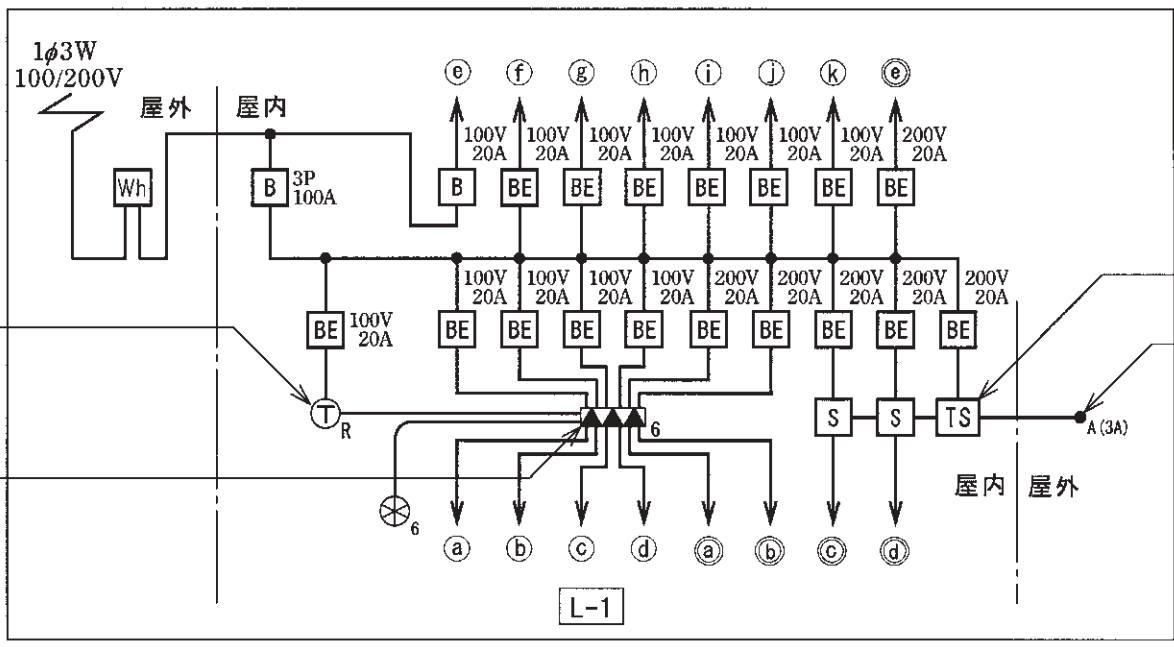 1φ3W
100/200V
屋外 屋内
ⓔ ⓕ ⓖ ⓗ ⓘ ⓙ ⓚ ⓔ
100V 100V 100V 100V 100V 100V 100V 200V
20A 20A 20A 20A 20A 20A 20A 20A
Wh B 3P 100A B BE BE BE BE BE BE BE
100V 100V 100V 100V 200V 200V 200V 200V 200V
20A 20A 20A 20A 20A 20A 20A 20A 20A
BE 100V 20A BE BE BE BE BE BE BE BE BE
T R 6 S S TS A(3A)
屋内 屋外
6
ⓐ ⓑ ⓒ ⓓ ⓐ ⓑ ⓒ ⓓ
L-1